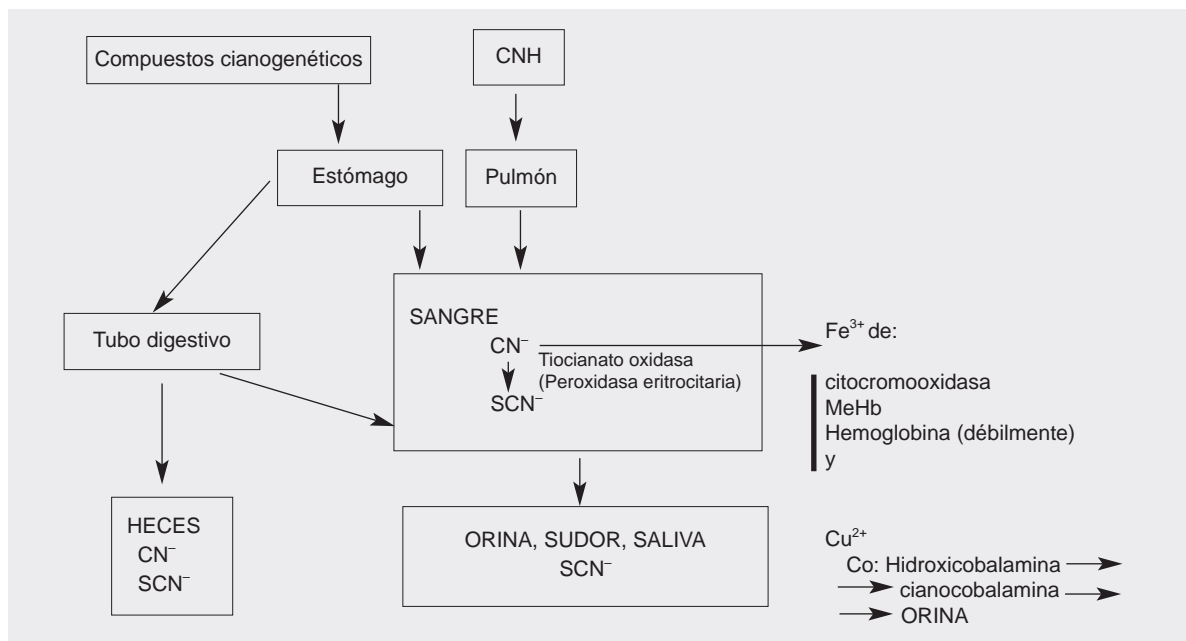 Compuestos cianogenéticos
CNH
Estómago
Pulmón
SANGRE
CN⁻
Tiocianato oxidasa
(Peroxidasa eritrocitaria)
SCN⁻
Tubo digestivo
Fe³⁺ de:
citocromooxidasa
MeHb
Hemoglobina (débilmente)
y
HECES
CN⁻
SCN⁻
ORINA, SUDOR, SALIVA
SCN⁻
Cu²⁺
Co: Hidroxicobalamina
cianocobalamina
ORINA